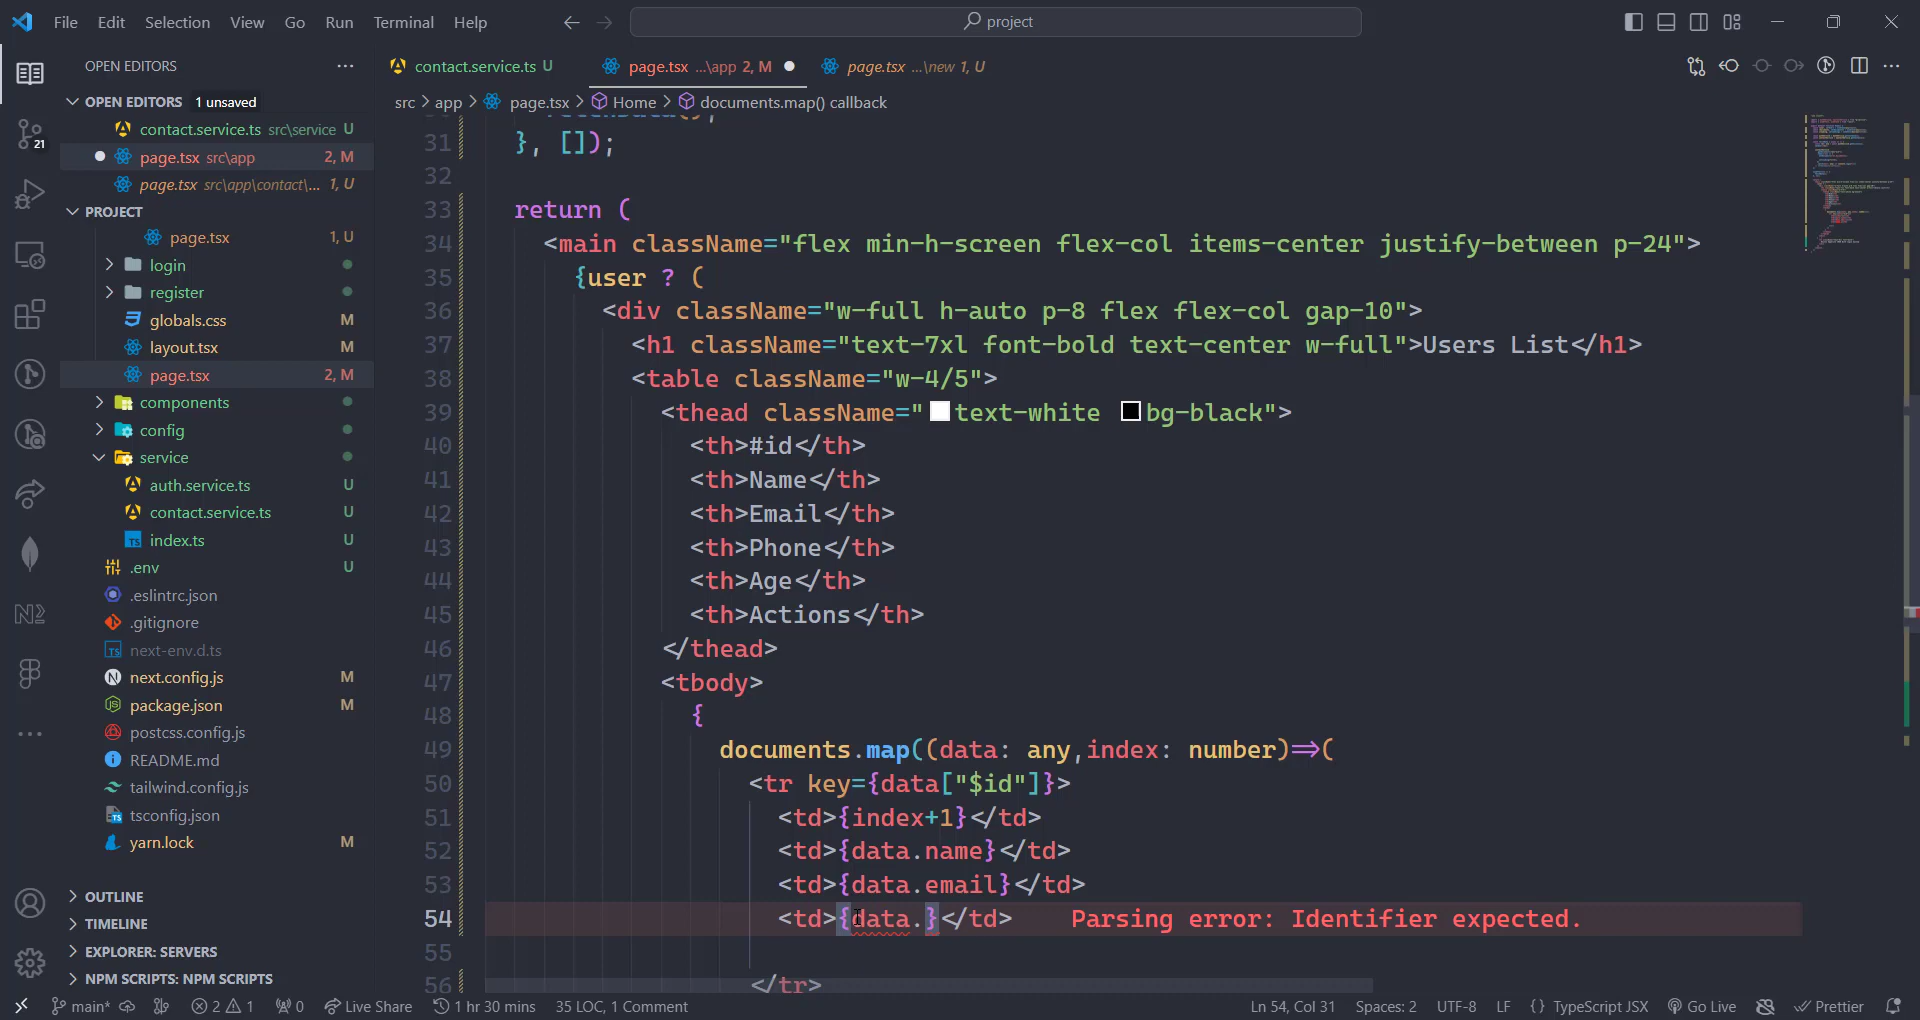 File Edit Selection View Go Run Terminal Help
project
OPEN EDITORS
contact.service.ts U
page.tsx ...\app 2, M
page.tsx ...\new 1, U
OPEN EDITORS 1 unsaved
src > app > page.tsx > Home > documents.map() callback
contact.service.ts src\service U
page.tsx src\app 2, M
page.tsx src\app\contact\... 1, U
PROJECT
page.tsx 1, U
login
register
globals.css M
layout.tsx M
page.tsx 2, M
components
config
service
auth.service.ts U
contact.service.ts U
index.ts U
.env U
.eslintrc.json
.gitignore
next-env.d.ts
next.config.js M
package.json M
postcss.config.js
README.md
tailwind.config.js
tsconfig.json
yarn.lock M
OUTLINE
TIMELINE
EXPLORER: SERVERS
NPM SCRIPTS: NPM SCRIPTS
21
31 }, []);
32
33 return (
34 <main className="flex min-h-screen flex-col items-center justify-between p-24">
35 {user ? (
36 <div className="w-full h-auto p-8 flex flex-col gap-10">
37 <h1 className="text-7xl font-bold text-center w-full">Users List</h1>
38 <table className="w-4/5">
39 <thead className="text-white bg-black">
40 <th>#id</th>
41 <th>Name</th>
42 <th>Email</th>
43 <th>Phone</th>
44 <th>Age</th>
45 <th>Actions</th>
46 </thead>
47 <tbody>
48 {
49 documents.map((data: any,index: number)=>(
50 <tr key={data["$id"]}>
51 <td>{index+1}</td>
52 <td>{data.name}</td>
53 <td>{data.email}</td>
54 <td>{data.}</td> Parsing error: Identifier expected.
55
56 </tr>
main* 2 1 0 Live Share 1 hr 30 mins 35 LOC, 1 Comment
Ln 54, Col 31 Spaces: 2 UTF-8 LF {} TypeScript JSX Go Live Prettier